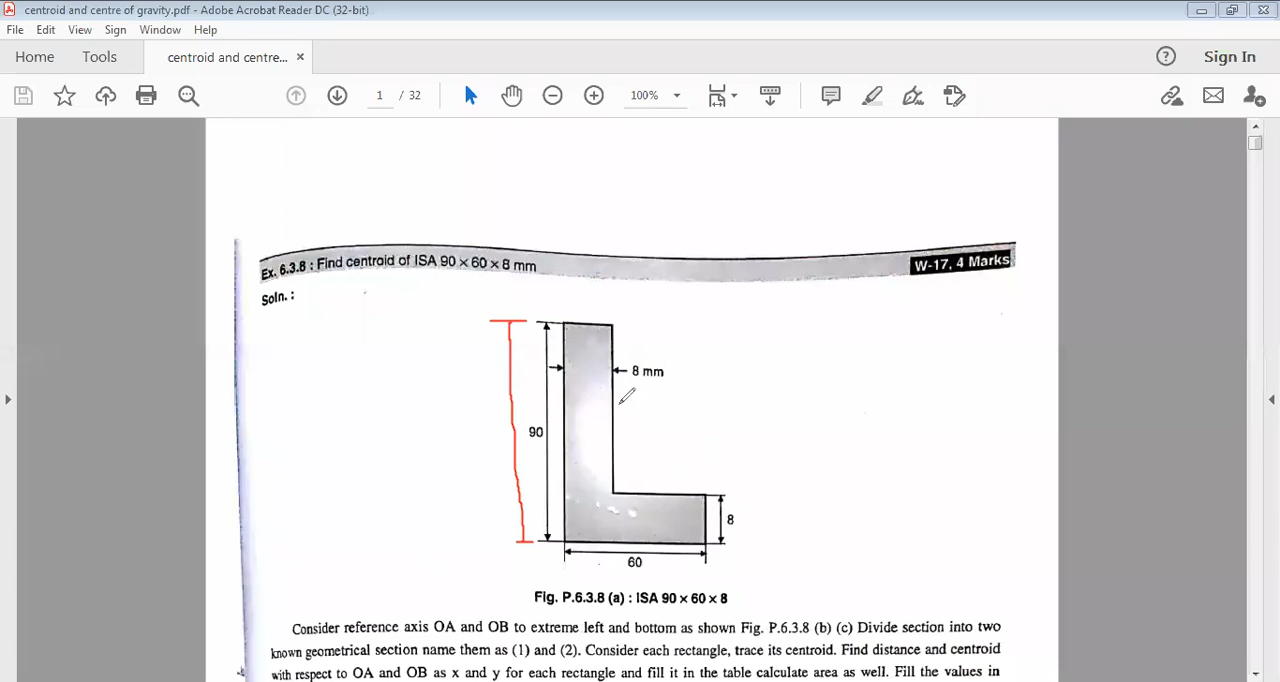 centroid and centre of gravity.pdf - Adobe Acrobat Reader DC (32-bit)
File Edit View Sign Window Help
Home Tools centroid and centre... × ? Sign In
1 / 32 100%
Ex. 6.3.8 : Find centroid of ISA 90 × 60 × 8 mm
W-17, 4 Marks
Soln. :
8 mm
90
8
60
Fig. P.6.3.8 (a) : ISA 90 × 60 × 8
Consider reference axis OA and OB to extreme left and bottom as shown Fig. P.6.3.8 (b) (c) Divide section into two
known geometrical section name them as (1) and (2). Consider each rectangle, trace its centroid. Find distance and centroid
with respect to OA and OB as x and y for each rectangle and fill it in the table calculate area as well. Fill the values in